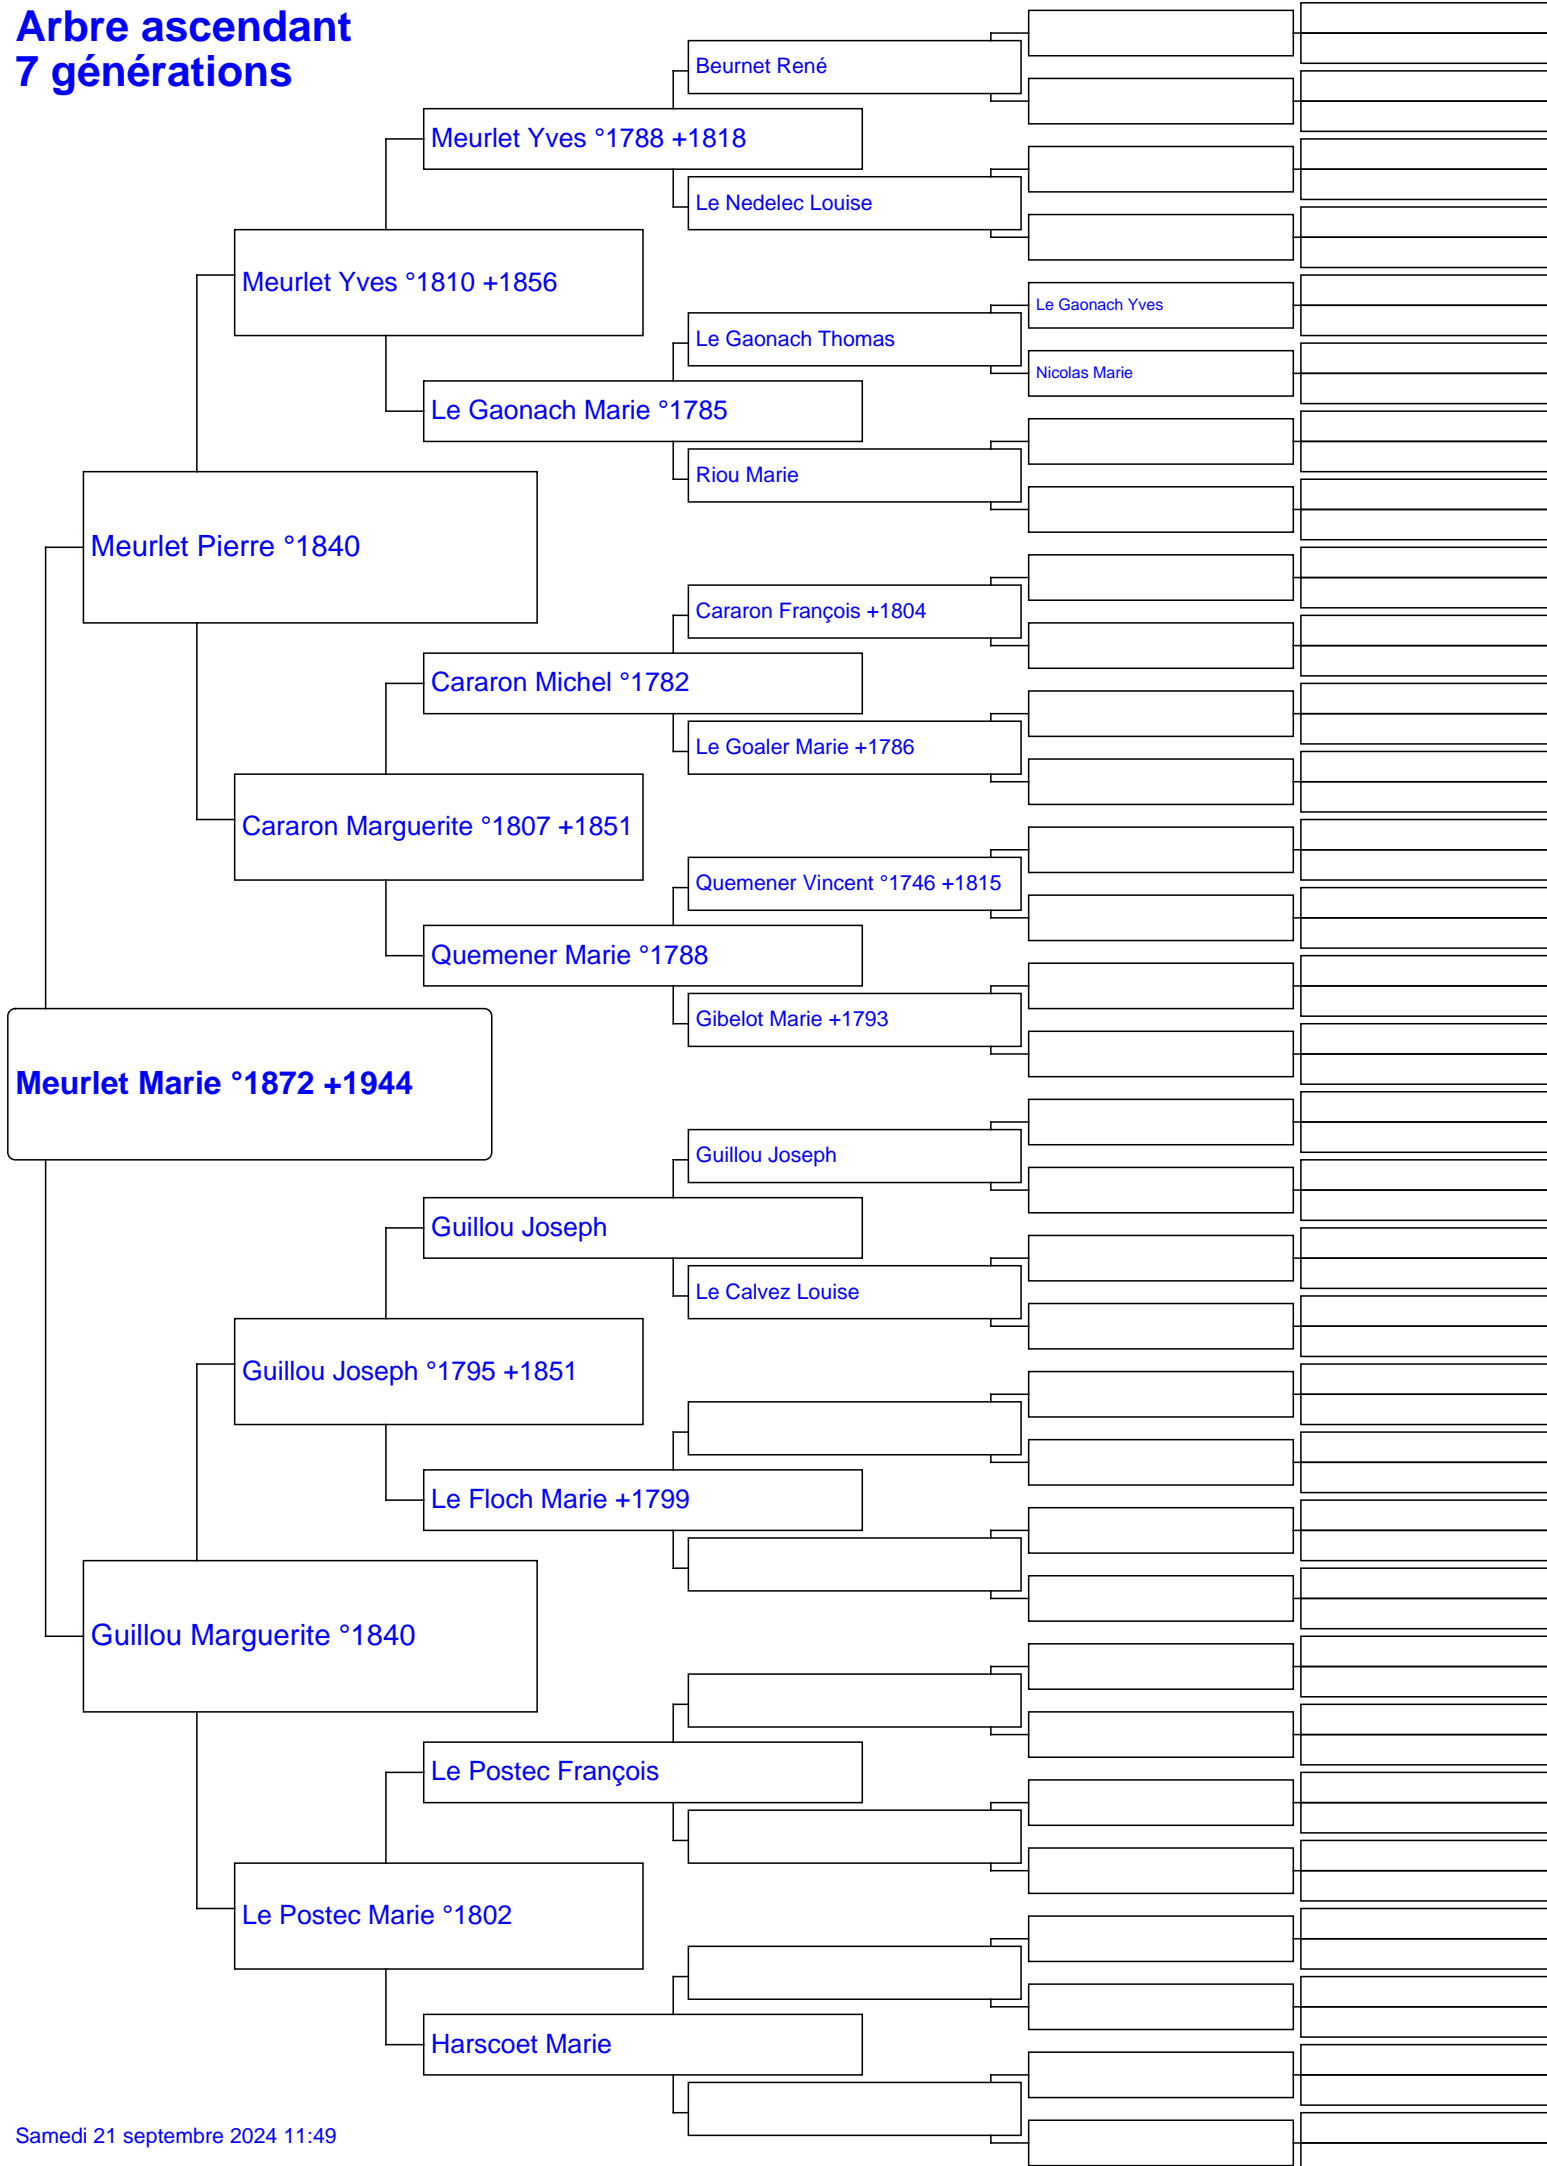 Arbre ascendant
7 générations
Beurnet René
Meurlet Yves °1788 +1818
Le Nedelec Louise
Meurlet Yves °1810 +1856
Le Gaonach Yves
Le Gaonach Thomas
Nicolas Marie
Le Gaonach Marie °1785
Riou Marie
Meurlet Pierre °1840
Cararon François +1804
Cararon Michel °1782
Le Goaler Marie +1786
Cararon Marguerite °1807 +1851
Quemener Vincent °1746 +1815
Quemener Marie °1788
Gibelot Marie +1793
Meurlet Marie °1872 +1944
Guillou Joseph
Guillou Joseph
Le Calvez Louise
Guillou Joseph °1795 +1851
Le Floch Marie +1799
Guillou Marguerite °1840
Le Postec François
Le Postec Marie °1802
Harscoet Marie
Samedi 21 septembre 2024 11:49